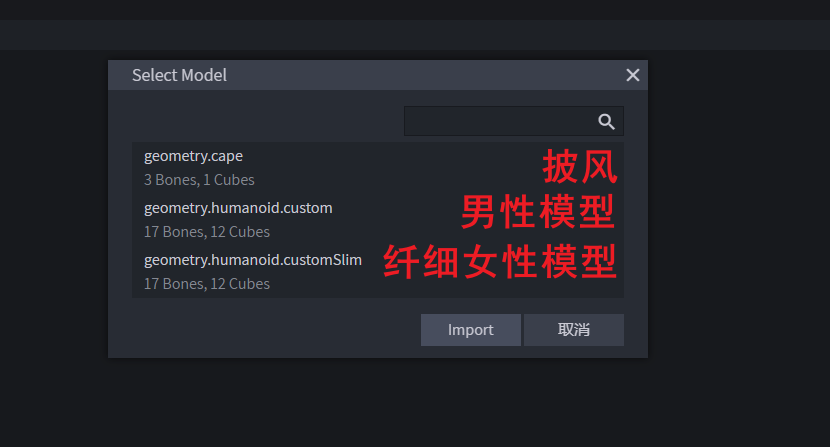 Select Model
geometry.cape
3 Bones, 1 Cubes
披风
geometry.humanoid.custom
17 Bones, 12 Cubes
男性模型
geometry.humanoid.customSlim
17 Bones, 12 Cubes
纤细女性模型
Import
取消